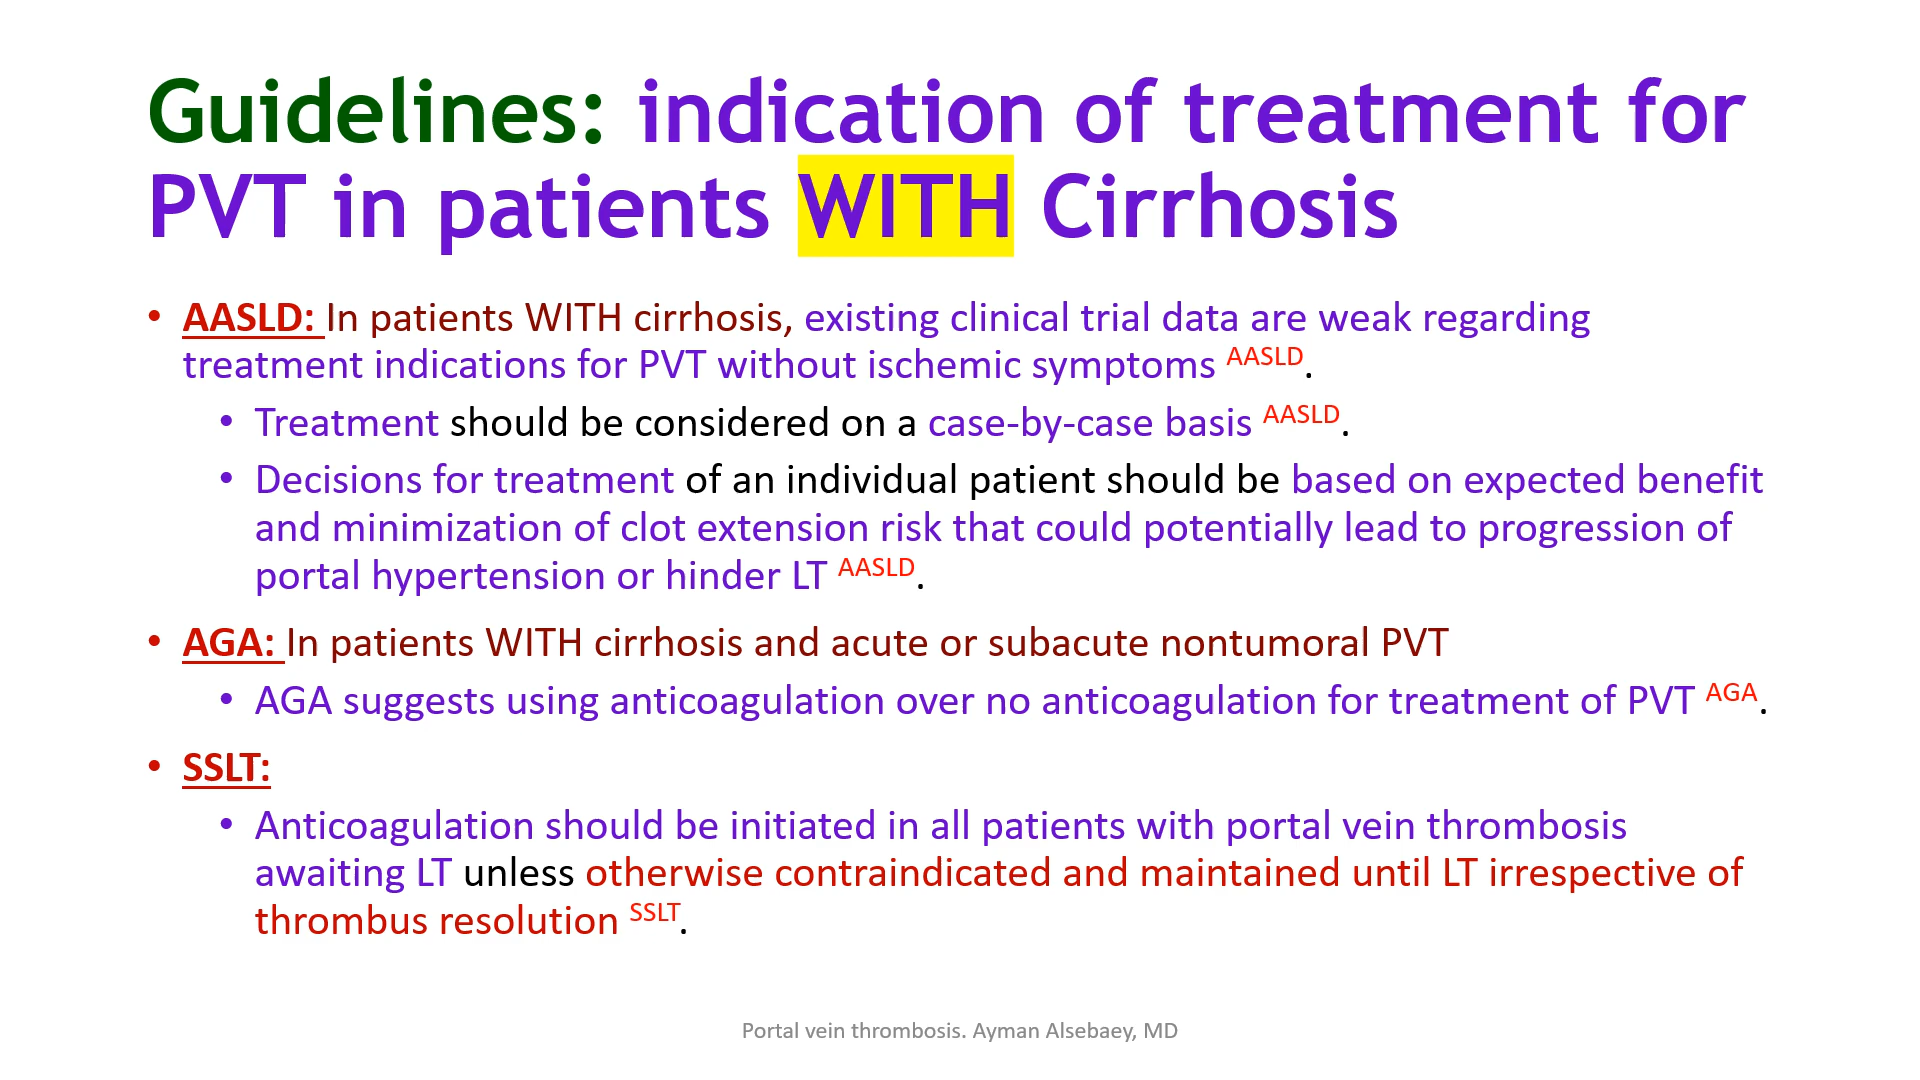 Guidelines: indication of treatment for
PVT in patients WITH Cirrhosis
• AASLD: In patients WITH cirrhosis, existing clinical trial data are weak regarding
treatment indications for PVT without ischemic symptoms AASLD.
• Treatment should be considered on a case-by-case basis AASLD.
• Decisions for treatment of an individual patient should be based on expected benefit
and minimization of clot extension risk that could potentially lead to progression of
portal hypertension or hinder LT AASLD.
• AGA: In patients WITH cirrhosis and acute or subacute nontumoral PVT
• AGA suggests using anticoagulation over no anticoagulation for treatment of PVT AGA.
• SSLT:
• Anticoagulation should be initiated in all patients with portal vein thrombosis
awaiting LT unless otherwise contraindicated and maintained until LT irrespective of
thrombus resolution SSLT.
Portal vein thrombosis. Ayman Alsebaey, MD